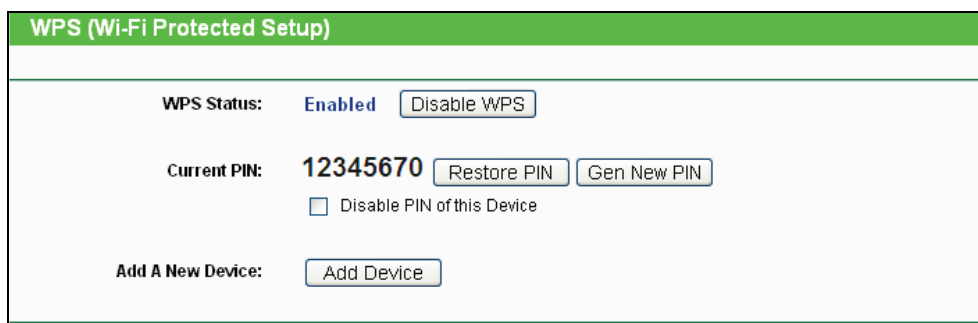 WPS (Wi-Fi Protected Setup)
WPS Status: Enabled Disable WPS
Current PIN: 12345670 Restore PIN Gen New PIN
Disable PIN of this Device
Add A New Device: Add Device